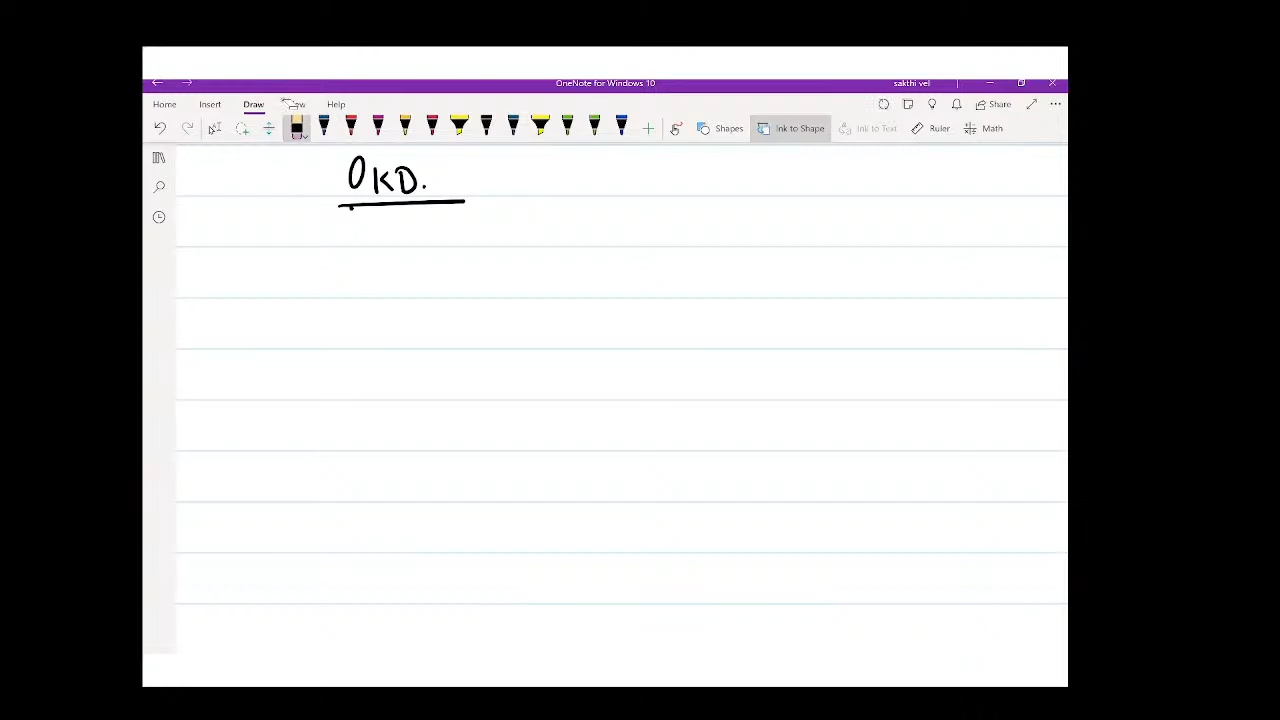 OneNote for Windows 10
sakthi vel
Home Insert Draw Help Share
Shapes Ink to Shape Ink to Text Ruler Math
OKD.